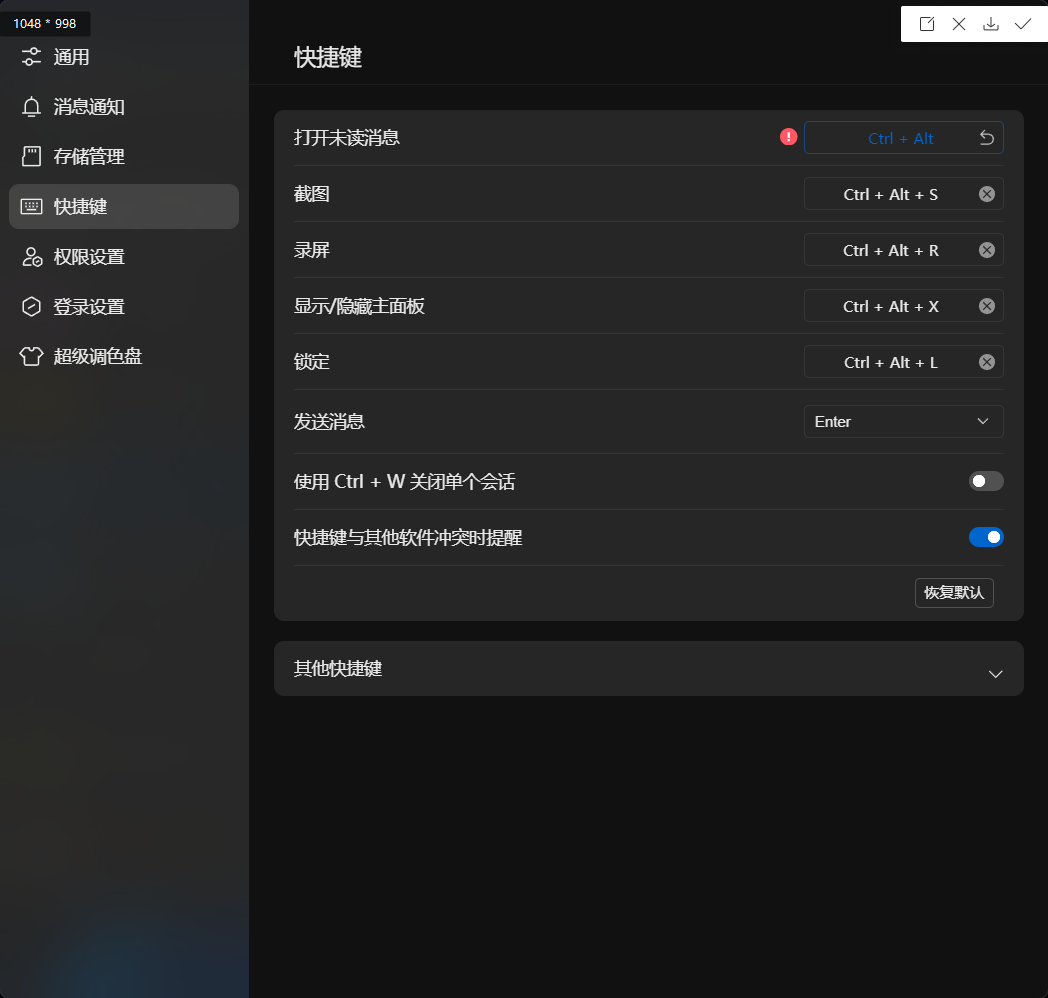 1048 * 998
通用
消息通知
存储管理
快捷键
权限设置
登录设置
超级调色盘
快捷键
打开未读消息
Ctrl + Alt
截图
Ctrl + Alt + S
录屏
Ctrl + Alt + R
显示/隐藏主面板
Ctrl + Alt + X
锁定
Ctrl + Alt + L
发送消息
Enter
使用 Ctrl + W 关闭单个会话
快捷键与其他软件冲突时提醒
恢复默认
其他快捷键